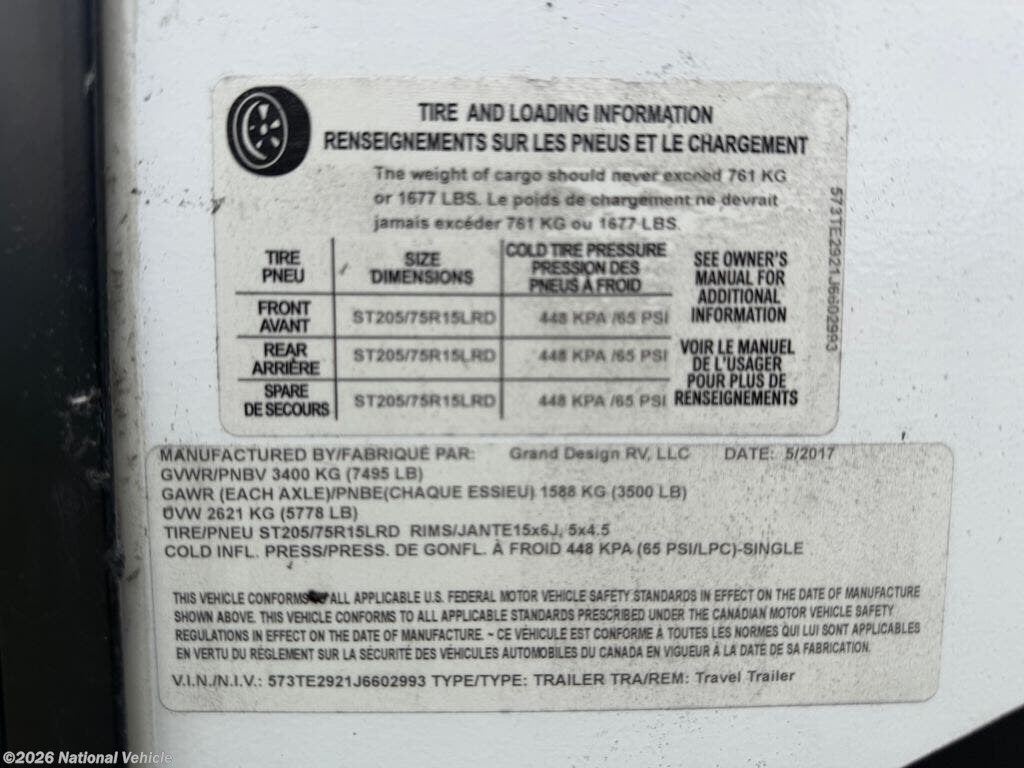 TIRE AND LOADING INFORMATION
RENSEIGNEMENTS SUR LES PNEUS ET LE CHARGEMENT
The weight of cargo should never exceed 761 KG
or 1677 LBS. Le poids de chargement ne devrait
jamais excéder 761 KG ou 1677 LBS.
TIRE PNEU SIZE DIMENSIONS COLD TIRE PRESSURE PRESSION DES PNEUS À FROID
FRONT AVANT ST205/75R15LRD 448 KPA /65 PSI
REAR ARRIÈRE ST205/75R15LRD 448 KPA /65 PSI
SPARE DE SECOURS ST205/75R15LRD 448 KPA /65 PSI
SEE OWNER'S
MANUAL FOR
ADDITIONAL
INFORMATION
VOIR LE MANUEL
DE L'USAGER
POUR PLUS DE
RENSEIGNEMENTS
573TE2921J6602993
MANUFACTURED BY/FABRIQUÉ PAR: Grand Design RV, LLC DATE: 5/2017
GVWR/PNBV 3400 KG (7495 LB)
GAWR (EACH AXLE)/PNBE(CHAQUE ESSIEU) 1588 KG (3500 LB)
UVW 2621 KG (5778 LB)
TIRE/PNEU ST205/75R15LRD RIMS/JANTE15x6J, 5x4.5
COLD INFL. PRESS/PRESS. DE GONFL. À FROID 448 KPA (65 PSI/LPC)-SINGLE
THIS VEHICLE CONFORMS ALL APPLICABLE U.S. FEDERAL MOTOR VEHICLE SAFETY STANDARDS IN EFFECT ON THE DATE OF MANUFACTURE
SHOWN ABOVE. THIS VEHICLE CONFORMS TO ALL APPLICABLE STANDARDS PRESCRIBED UNDER THE CANADIAN MOTOR VEHICLE SAFETY
REGULATIONS IN EFFECT ON THE DATE OF MANUFACTURE. ~ CE VÉHICULE EST CONFORME À TOUTES LES NORMES QUI LUI SONT APPLICABLES
EN VERTU DU RÈGLEMENT SUR LA SÉCURITÉ DES VÉHICULES AUTOMOBILES DU CANADA EN VIGUEUR À LA DATE DE SA FABRICATION.
V.I.N./N.I.V.: 573TE2921J6602993 TYPE/TYPE: TRAILER TRA/REM: Travel Trailer
©2026 National Vehicle